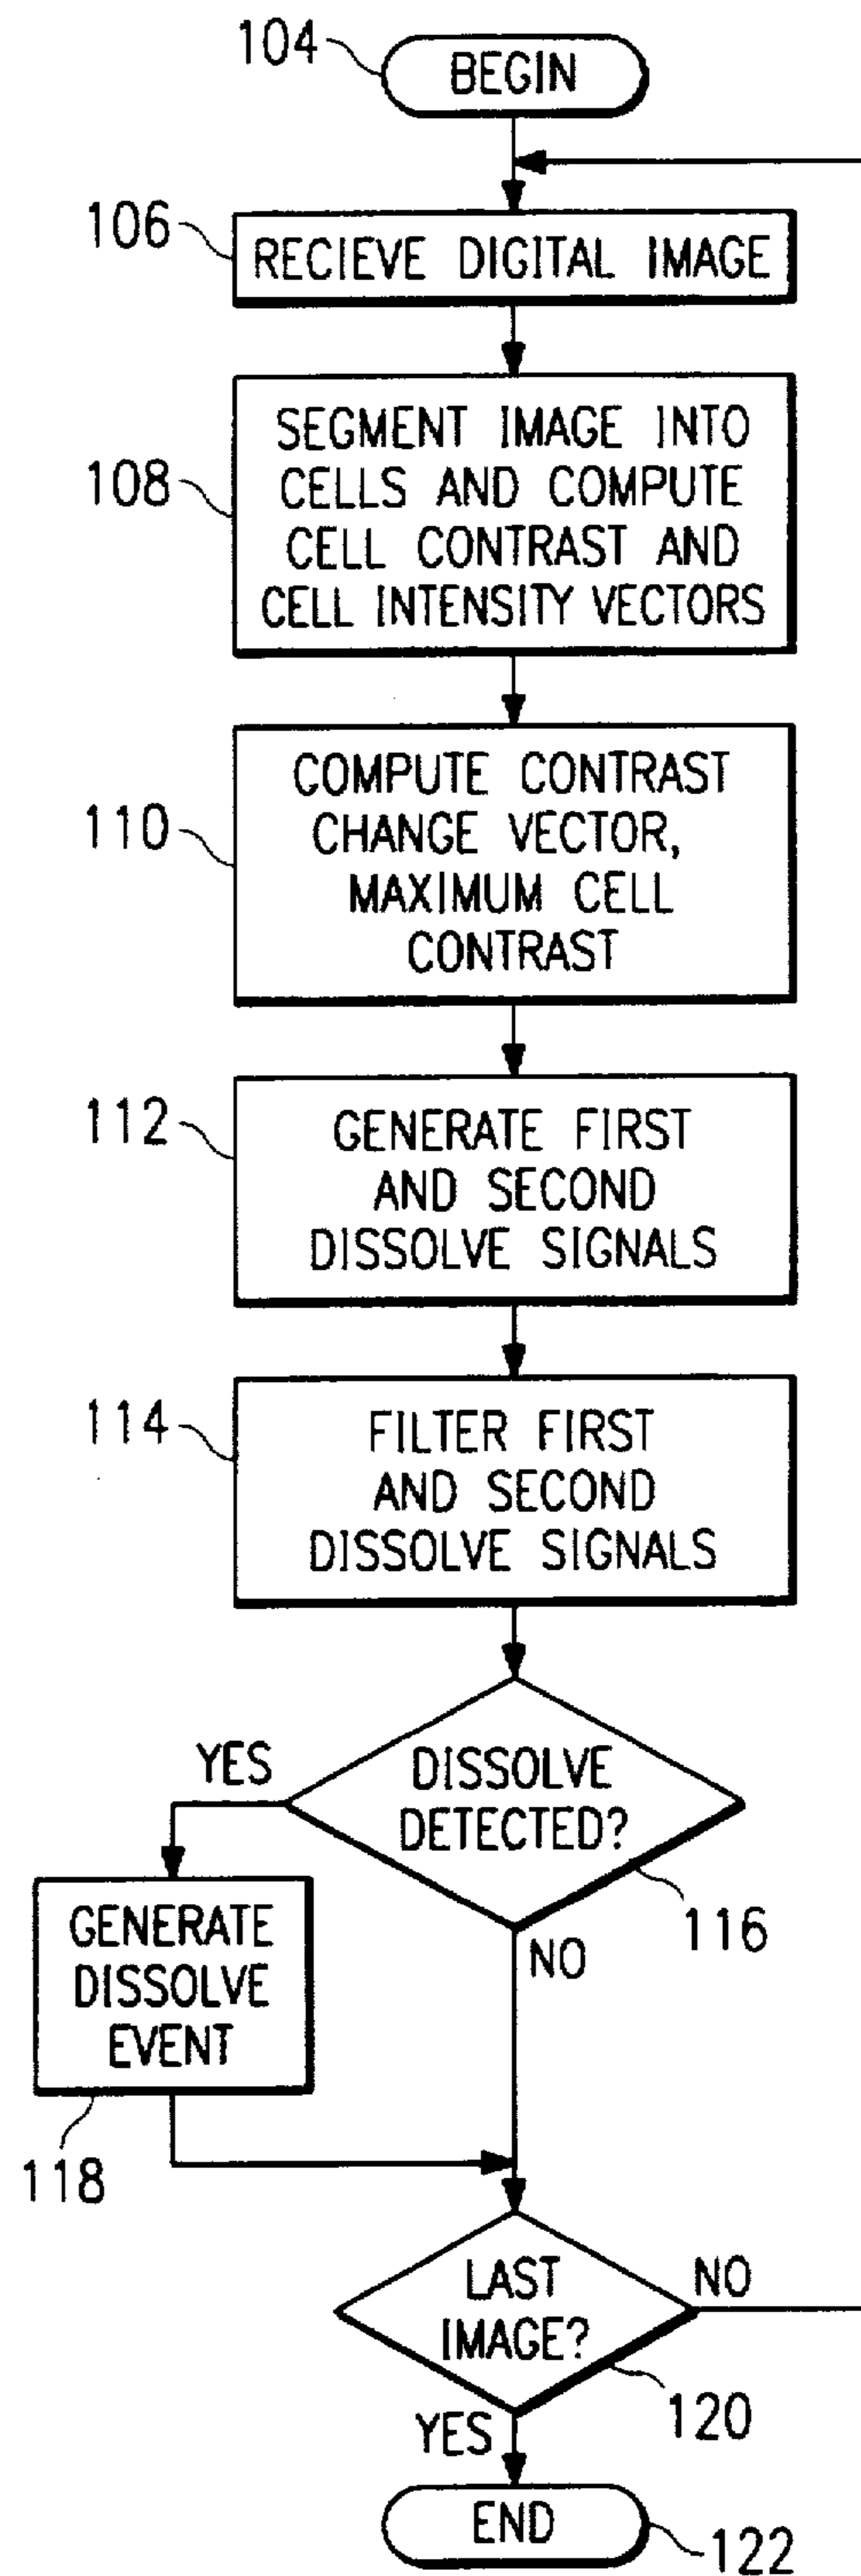 104
BEGIN
106
RECIEVE DIGITAL IMAGE
108
SEGMENT IMAGE INTO
CELLS AND COMPUTE
CELL CONTRAST AND
CELL INTENSITY VECTORS
110
COMPUTE CONTRAST
CHANGE VECTOR,
MAXIMUM CELL
CONTRAST
112
GENERATE FIRST
AND SECOND
DISSOLVE SIGNALS
114
FILTER FIRST
AND SECOND
DISSOLVE SIGNALS
YES
DISSOLVE
DETECTED?
116
NO
GENERATE
DISSOLVE
EVENT
118
LAST
IMAGE?
NO
120
YES
END
122